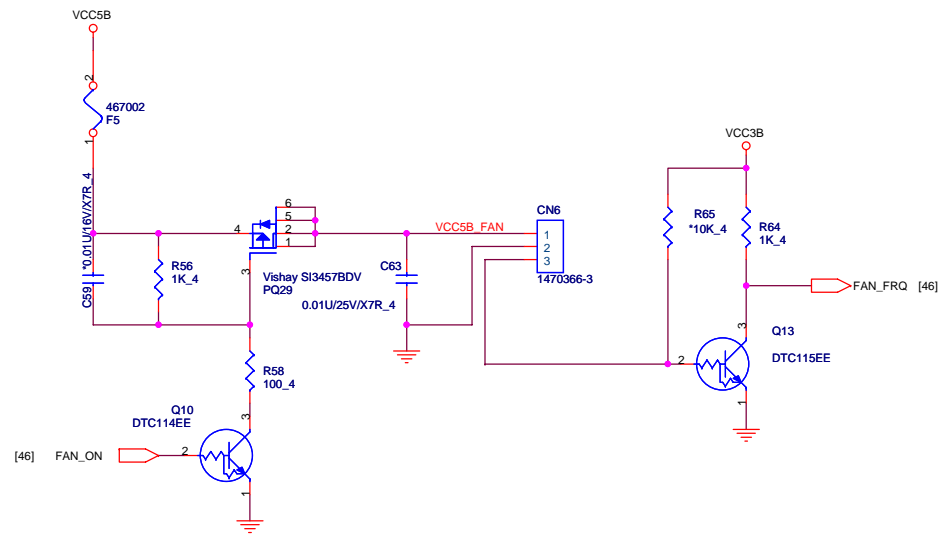 VCC5B
2
467002
F5
1
VCC3B
*0.01U/16V/X7R_4
C59
4
6
5
2
1
3
Vishay SI3457BDV
PQ29
R56
1K_4
VCC5B_FAN
CN6
1
2
3
1470366-3
C63
0.01U/25V/X7R_4
R65
*10K_4
R64
1K_4
FAN_FRQ [46]
3
Q13
2
DTC115EE
1
R58
100_4
Q10
DTC114EE
3
[46] FAN_ON
2
1